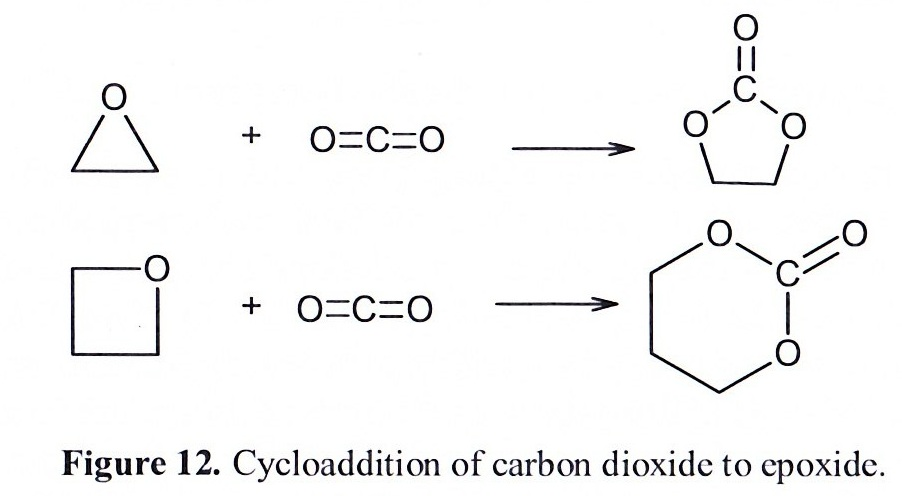 O
O
+ O=C=O
C
O O
O
O O
+ O=C=O
C
O
Figure 12. Cycloaddition of carbon dioxide to epoxide.